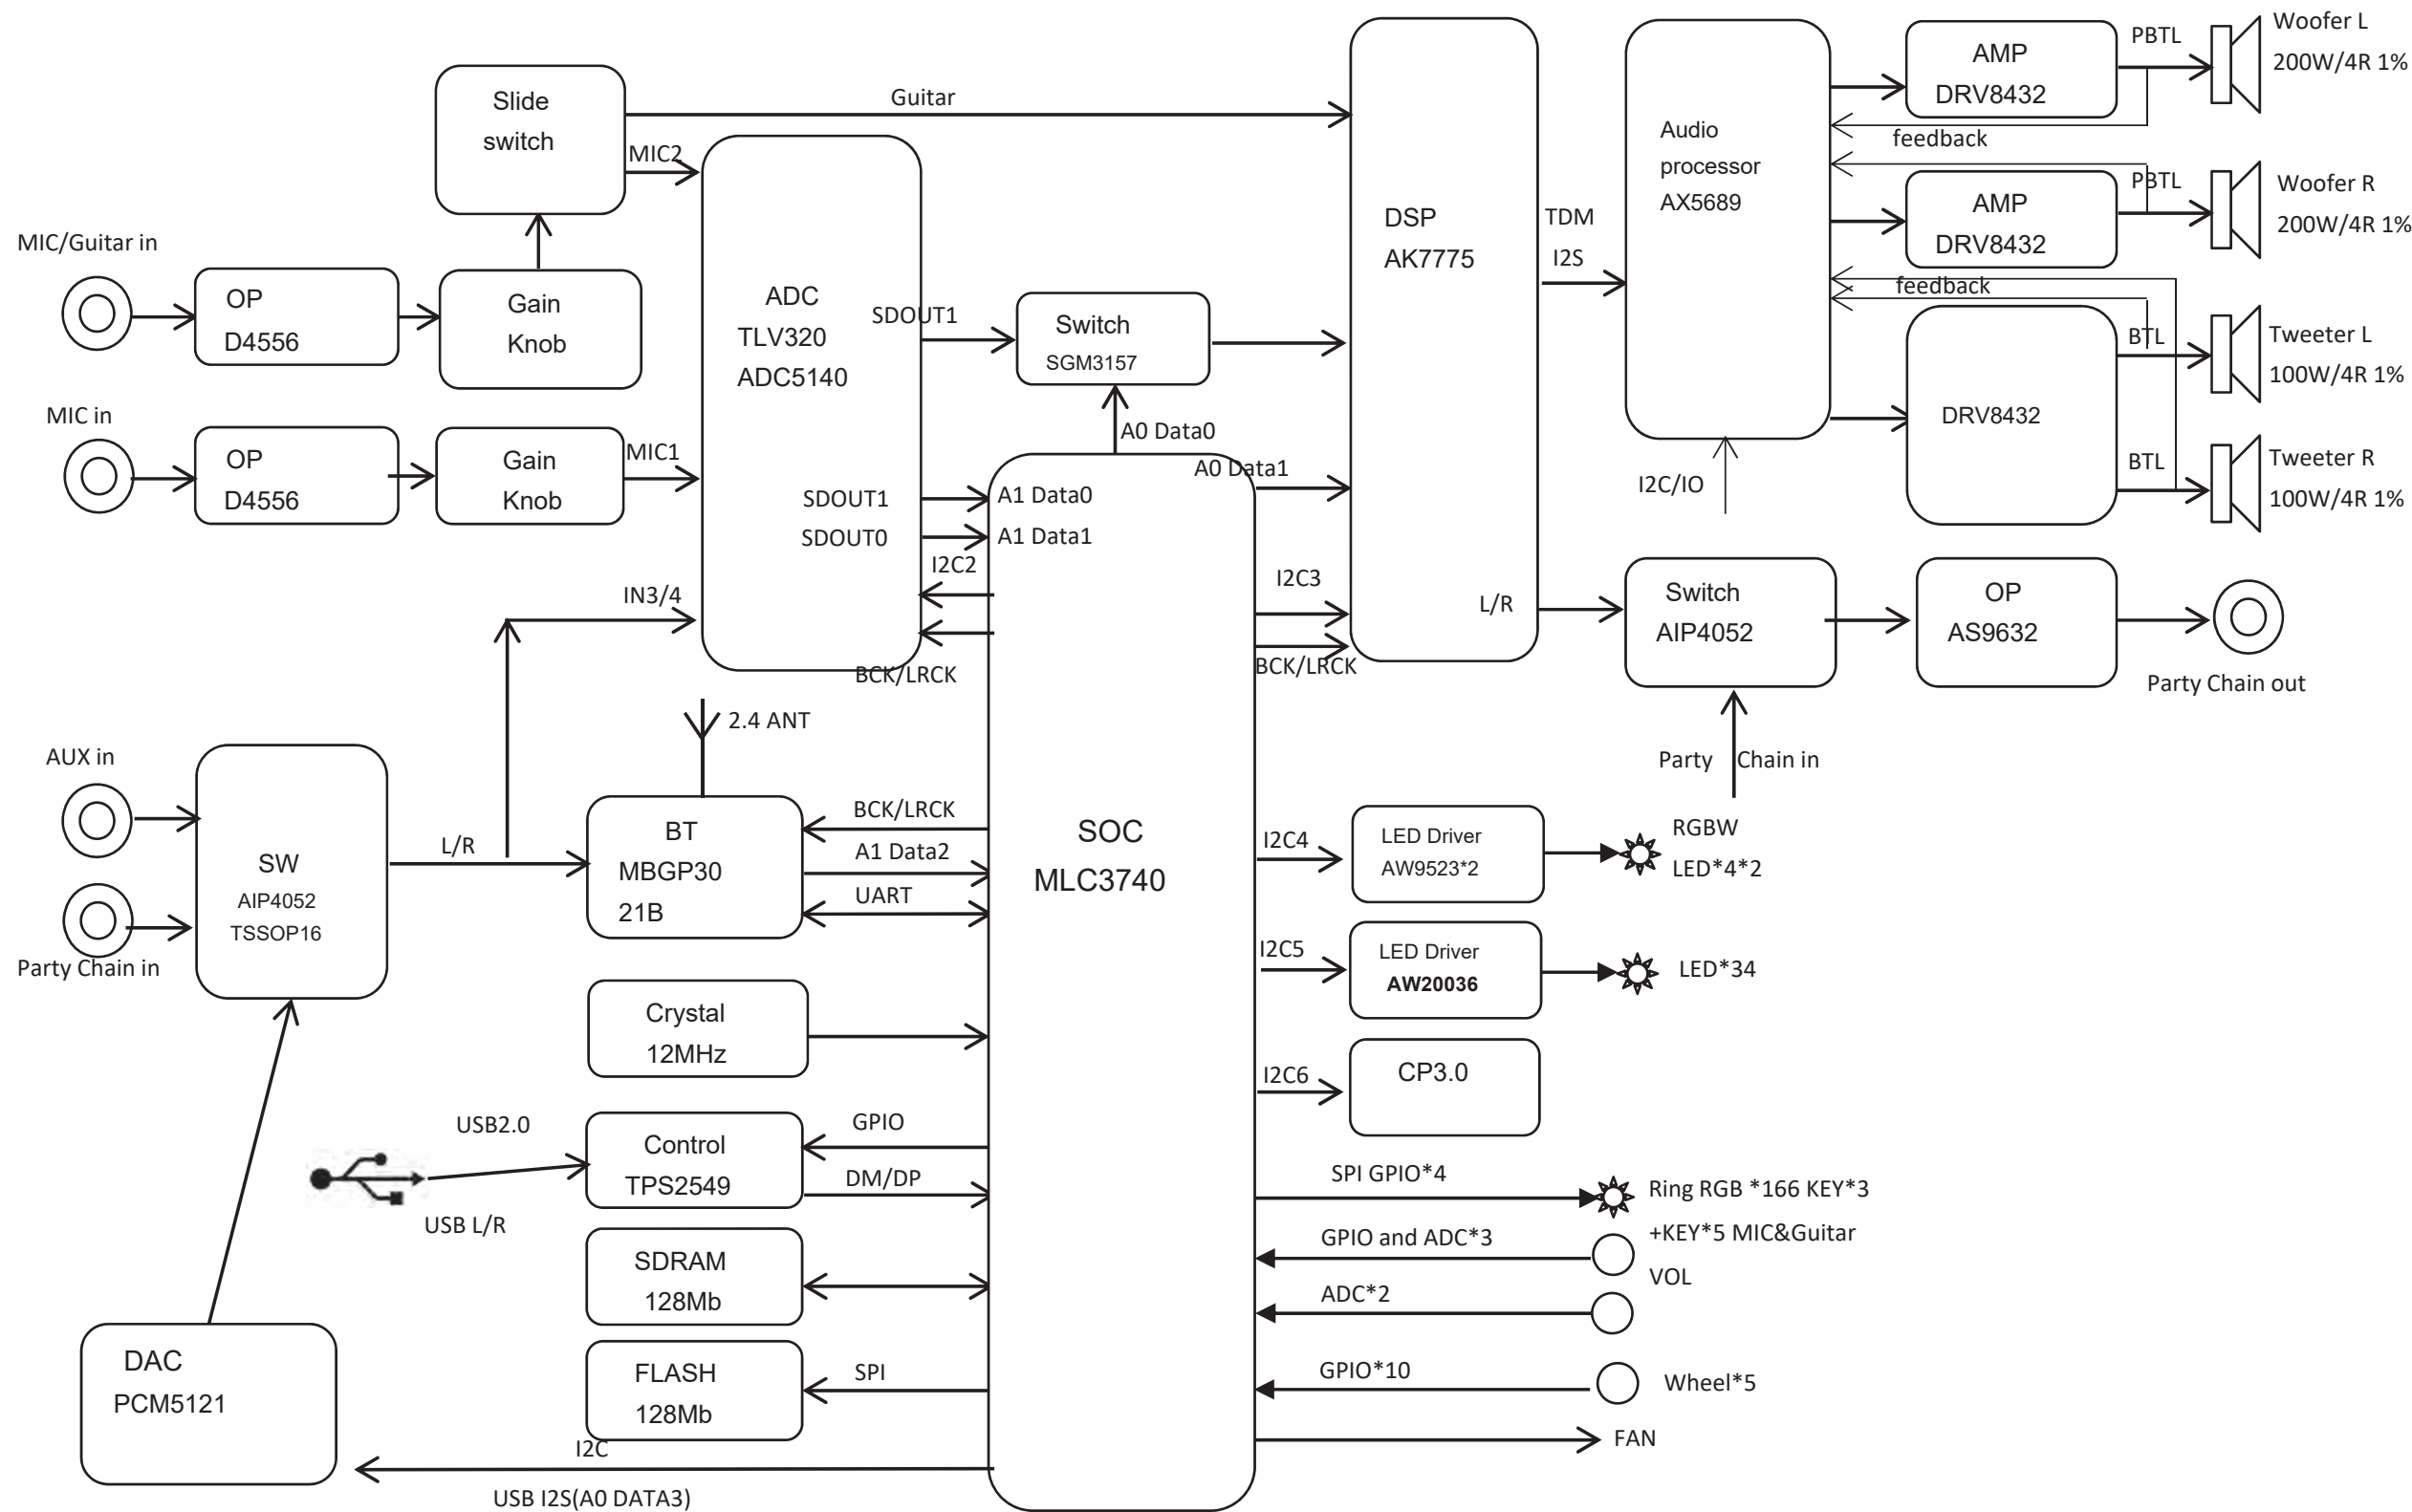 Slide
switch
Guitar
MIC2
MIC/Guitar in
OP
D4556
Gain
Knob
MIC in
OP
D4556
Gain
Knob
MIC1
ADC
TLV320
ADC5140
SDOUT1
SDOUT1
SDOUT0
IN3/4
Switch
SGM3157
A0 Data0
A0 Data1
A1 Data0
A1 Data1
I2C2
BCK/LRCK
I2C3
BCK/LRCK
DSP
AK7775
L/R
TDM
I2S
Audio
processor
AX5689
I2C/IO
AMP
DRV8432
PBTL
Woofer L
200W/4R 1%
feedback
AMP
DRV8432
PBTL
Woofer R
200W/4R 1%
feedback
DRV8432
BTL
Tweeter L
100W/4R 1%
BTL
Tweeter R
100W/4R 1%
Switch
AIP4052
OP
AS9632
Party Chain out
Party Chain in
2.4 ANT
AUX in
SW
AIP4052
TSSOP16
Party Chain in
L/R
BT
MBGP30
21B
BCK/LRCK
A1 Data2
UART
SOC
MLC3740
I2C4
LED Driver
AW9523*2
RGBW
LED*4*2
I2C5
LED Driver
AW20036
LED*34
Crystal
12MHz
I2C6
CP3.0
USB2.0
USB L/R
Control
TPS2549
GPIO
DM/DP
SPI GPIO*4
Ring RGB *166 KEY*3
+KEY*5 MIC&Guitar
VOL
GPIO and ADC*3
ADC*2
SDRAM
128Mb
FLASH
128Mb
SPI
GPIO*10
Wheel*5
FAN
DAC
PCM5121
I2C
USB I2S(A0 DATA3)